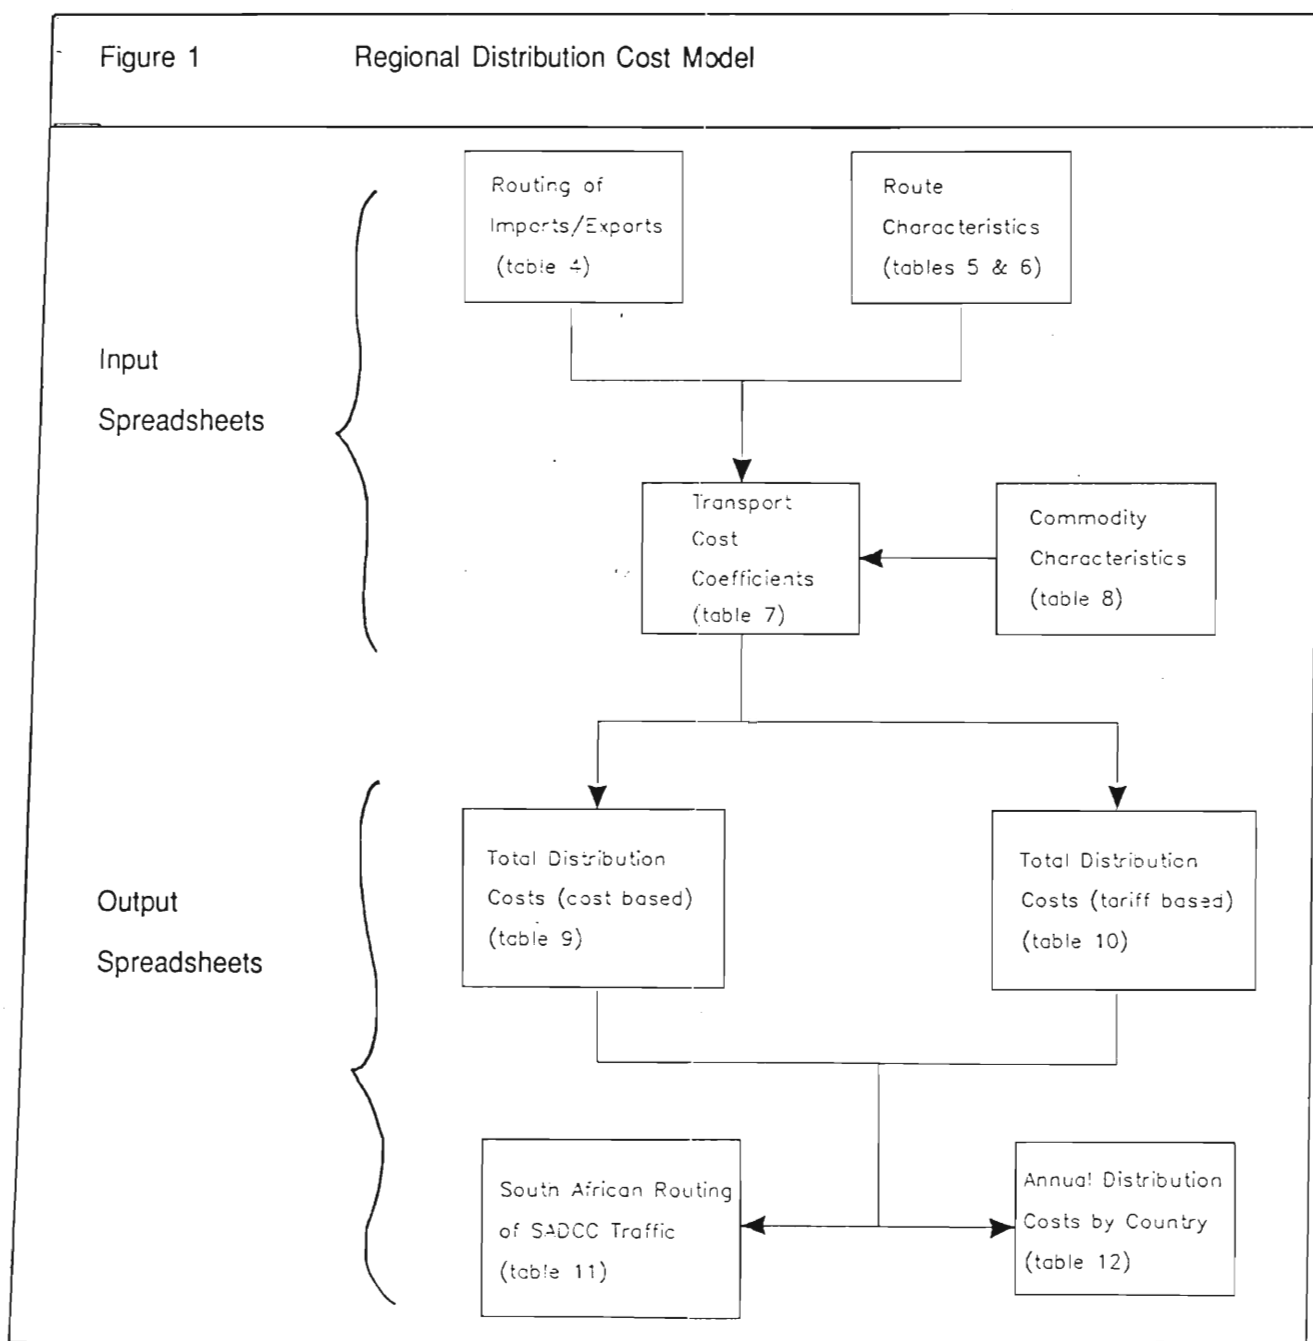 Figure 1 Regional Distribution Cost Model
Routing of
Imports/Exports
(table 4)
Route
Characteristics
(tables 5 & 6)
Input
Spreadsheets
Transport
Cost
Coefficients
(table 7)
Commodity
Characteristics
(table 8)
Total Distribution
Costs (cost based)
(table 9)
Total Distribution
Costs (tariff based)
(table 10)
Output
Spreadsheets
South African Routing
of SADCC Traffic
(table 11)
Annual Distribution
Costs by Country
(table 12)